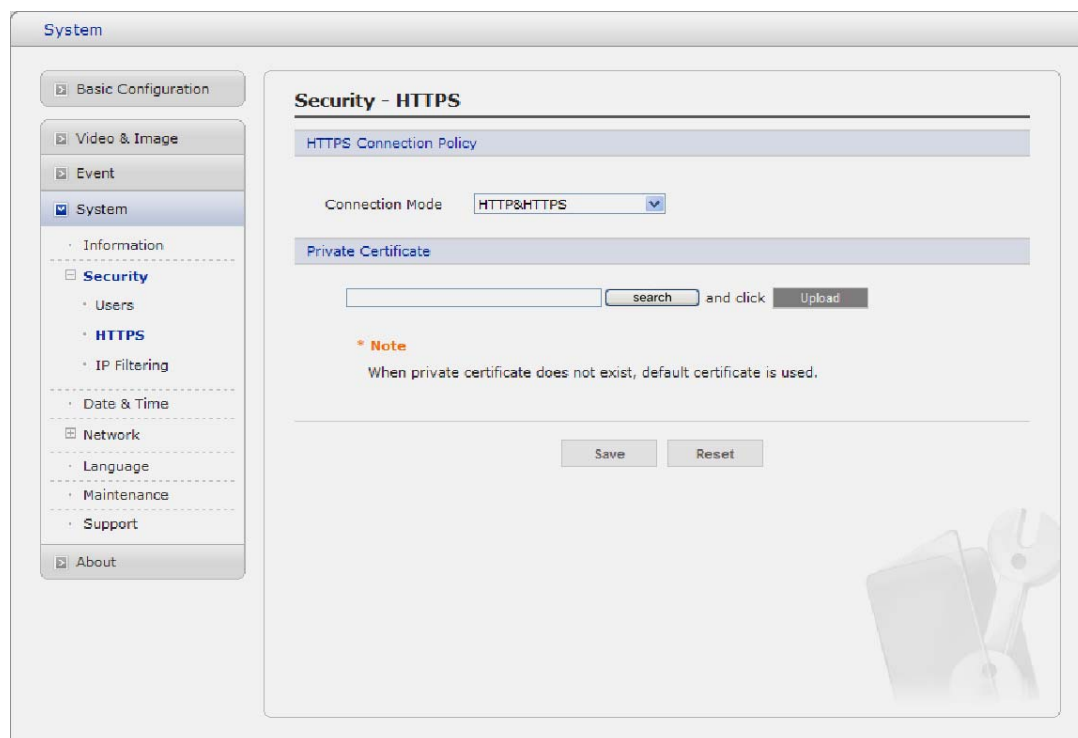 System
Basic Configuration
Video & Image
Event
System
Information
Security
Users
HTTPS
IP Filtering
Date & Time
Network
Language
Maintenance
Support
About
Security - HTTPS
HTTPS Connection Policy
Connection Mode HTTP&HTTPS
Private Certificate
search and click Upload
* Note
When private certificate does not exist, default certificate is used.
Save Reset